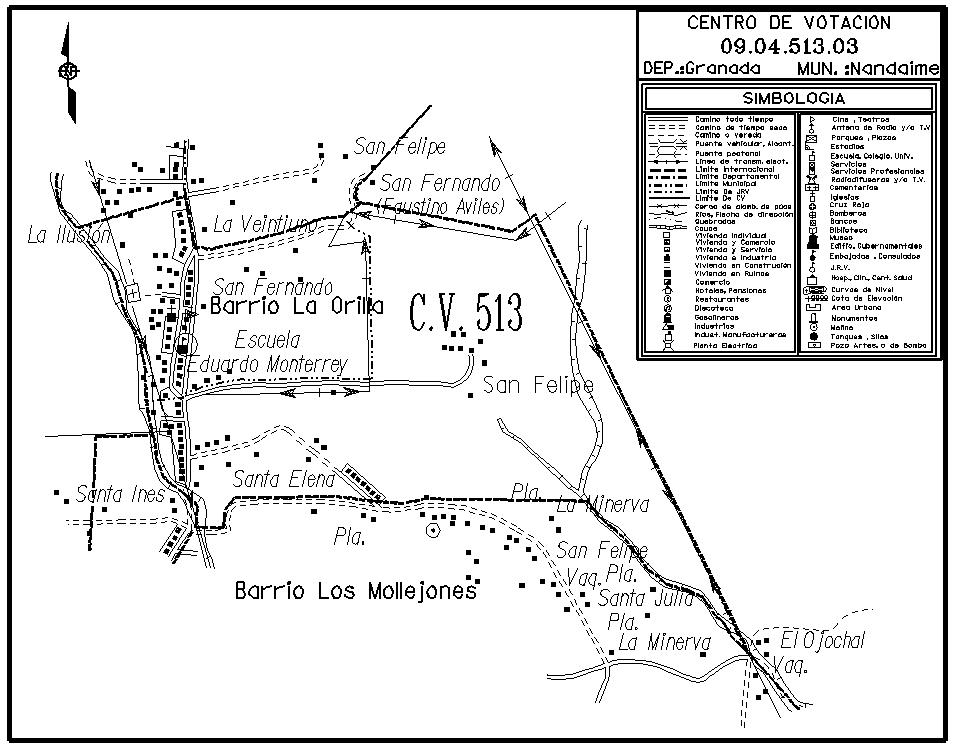 CENTRO DE VOTACION
09.04.513.03
DEP.:Granada MUN. :Nandaime
SIMBOLOGIA
Camino todo tiempo
Camino de tiempo seco
Camino o vereda
Puente vehicular, Alcant.
Puente peatonal
Linea de transm. elect.
Limite Internacional
Limite Departamental
Limite Municipal
Limite De JRV
Limite De CV
Cerca de alamb. de puas
Rios, Flecha de dirección
Quebradas
Cauce
Vivienda Individual
Vivienda y Comercio
Vivienda y Servicio
Vivienda e Industria
Vivienda en Construcción
Vivienda en Ruinas
Comercio
Hoteles, Pensiones
Restaurantes
Discoteca
Gasolineras
Industrias
Indust. Manufactureras
Planta Electrica
Cine, Teatros
Antena de Radio y/o T.V
Parques, Plazas
Estadios
Escuela, Colegio, Univ.
Servicios
Servicios Profesionales
Radiodifusoras y/o T.V.
Cementerios
Iglesias
Cruz Roja
Bomberos
Bancos
Biblioteca
Museo
Edific. Gubernamentales
Embajadas, Consulados
J.R.V.
Hosp., Clin., Cent. Salud
Curvas de Nivel
Cota de Elevación
Area Urbana
Monumentos
Molino
Tanques, Silos
Pozo Artes. o de Bomba
San Felipe
San Fernando
(Faustino Aviles)
La Veintiuno
La Ilusión
San Fernando
Barrio La Orilla
C.V. 513
Escuela
Eduardo Monterrey
San Felipe
Santa Elena
Santa Ines
Pla.
La Minerva
Pla.
San Felipe
Vaq. Pla.
Barrio Los Mollejones
Santa Julia
Pla.
La Minerva
El Ojochal
Vaq.